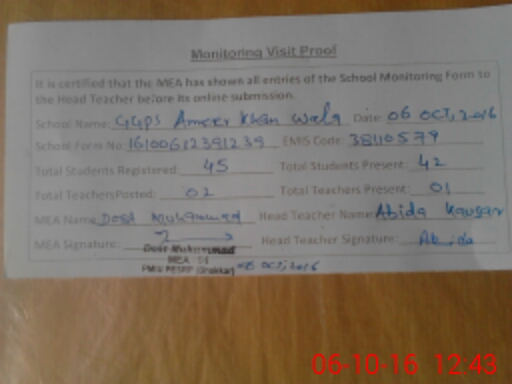 Monitoring Visit Proof
It is certified that the MEA has shown all entries of the School Monitoring Form to
the Head Teacher before its online submission.
School Name: GGPS Ameer Khan Wala Date: 06 OCT, 2016
School Form No: EMIS Code: 38110579
Total Students Registered: 45 Total Students Present: 42
Total Teachers Posted: 02 Total Teachers Present: 01
MEA Name: Dost Muhammad Head Teacher Name: Abida Kausar
MEA Signature: Head Teacher Signature: Abida
Dost Muhammad
MEA
06 OCT, 2016
06-10-16 12:43